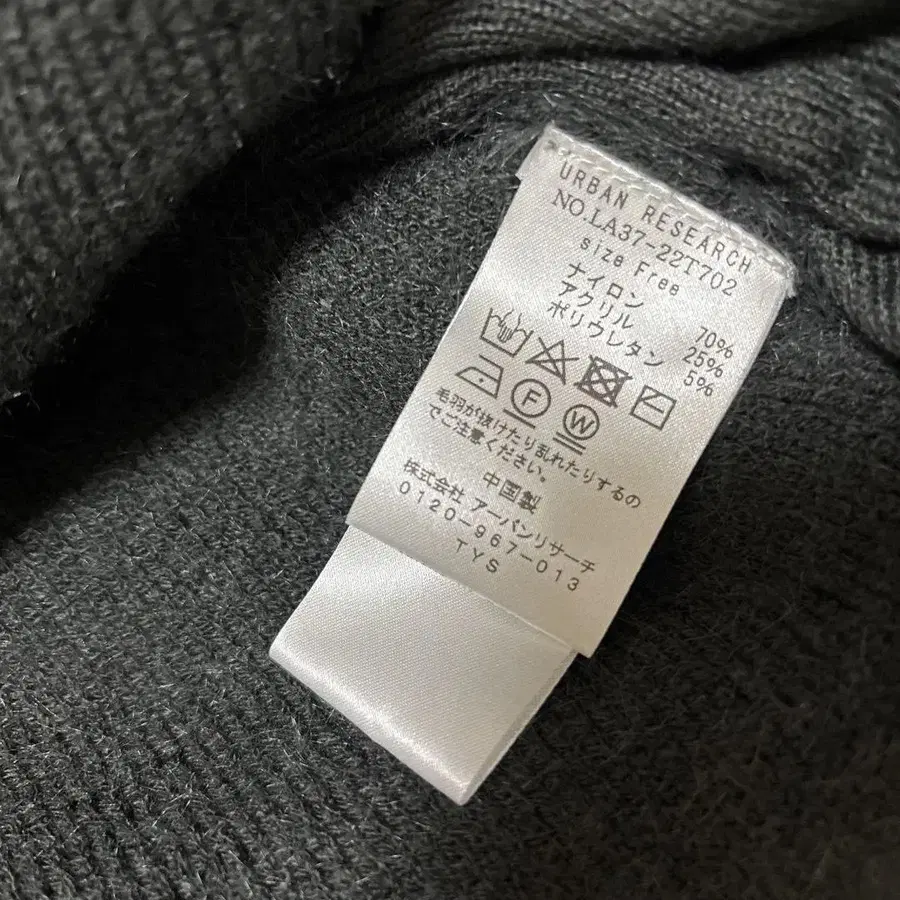 URBAN RESEARCH
NO.LA37-22T702
size Free
ナイロン 70%
アクリル 25%
ポリウレタン 5%
F W
毛羽が抜けたり乱れたりするの
でご注意ください。
中国製
株式会社 アーバンリサーチ
0120-967-013
TYS